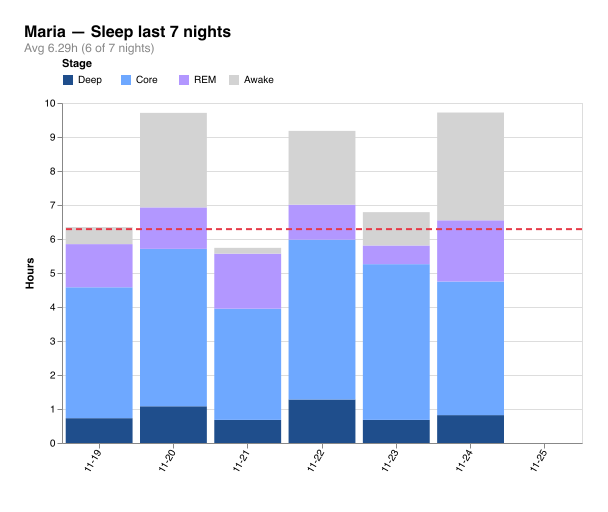 Maria — Sleep last 7 nights
Avg 6.29h (6 of 7 nights)
Stage
Deep Core REM Awake
10
9
8
7
6
5
4
3
2
1
0
Hours
11-19 11-20 11-21 11-22 11-23 11-24 11-25